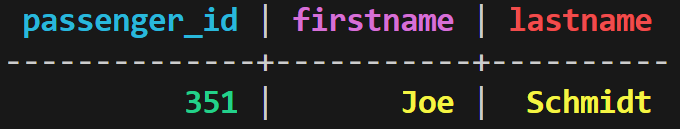 passenger_id | firstname | lastname
--------------+-----------+----------
351 | Joe | Schmidt